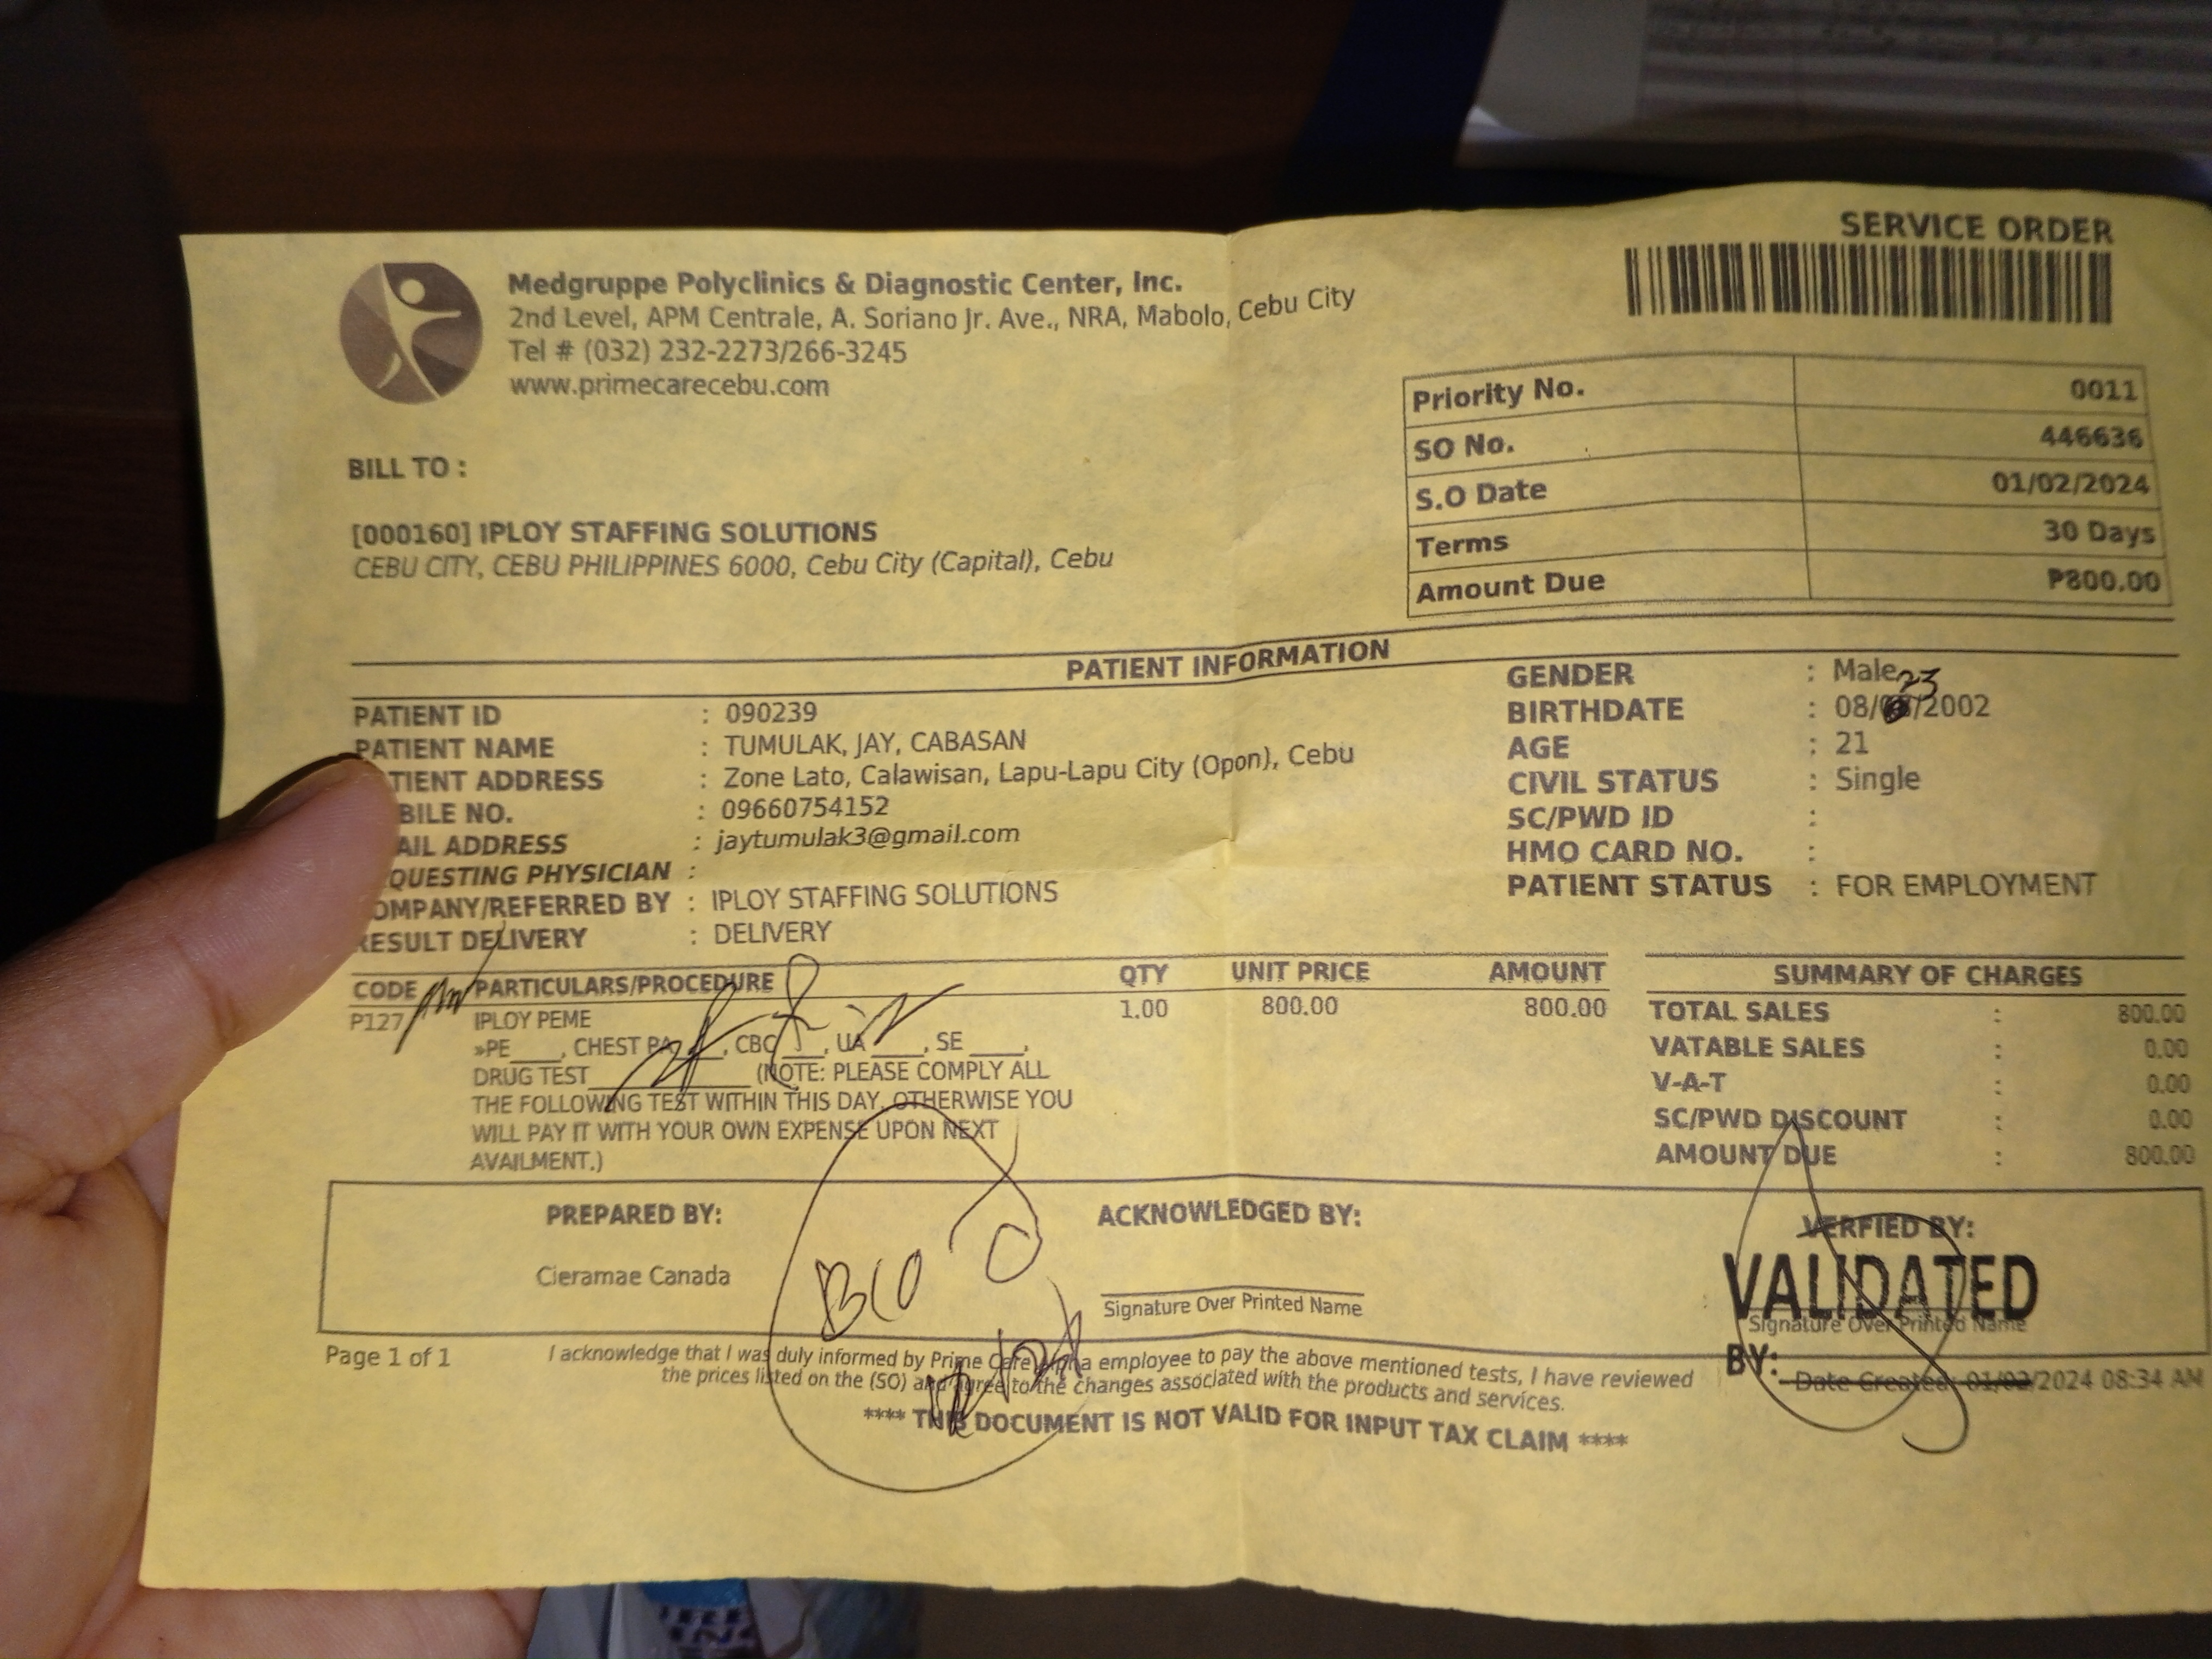 SERVICE ORDER
Medgruppe Polyclinics & Diagnostic Center, Inc.
2nd Level, APM Centrale, A. Soriano Jr. Ave., NRA, Mabolo, Cebu City
Tel # (032) 232-2273/266-3245
www.primecarecebu.com
Priority No. 0011
SO No. 446636
S.O Date 01/02/2024
Terms 30 Days
Amount Due ₱800.00
BILL TO :
[000160] IPLOY STAFFING SOLUTIONS
CEBU CITY, CEBU PHILIPPINES 6000, Cebu City (Capital), Cebu
PATIENT INFORMATION
PATIENT ID : 090239
PATIENT NAME : TUMULAK, JAY, CABASAN
TIENT ADDRESS : Zone Lato, Calawisan, Lapu-Lapu City (Opon), Cebu
BILE NO. : 09660754152
AIL ADDRESS : jaytumulak3@gmail.com
QUESTING PHYSICIAN :
OMPANY/REFERRED BY : IPLOY STAFFING SOLUTIONS
RESULT DELIVERY : DELIVERY
GENDER : Male
23
BIRTHDATE : 08/ /2002
AGE : 21
CIVIL STATUS : Single
SC/PWD ID :
HMO CARD NO. :
PATIENT STATUS : FOR EMPLOYMENT
CODE PARTICULARS/PROCEDURE QTY UNIT PRICE AMOUNT
P127 IPLOY PEME 1.00 800.00 800.00
»PE____, CHEST PA____, CBC____, UA____, SE____,
DRUG TEST__________ (NOTE: PLEASE COMPLY ALL
THE FOLLOWING TEST WITHIN THIS DAY, OTHERWISE YOU
WILL PAY IT WITH YOUR OWN EXPENSE UPON NEXT
AVAILMENT.)
SUMMARY OF CHARGES
TOTAL SALES : 800.00
VATABLE SALES : 0.00
V-A-T : 0.00
SC/PWD DISCOUNT : 0.00
AMOUNT DUE : 800.00
PREPARED BY:
Cieramae Canada
ACKNOWLEDGED BY:
Signature Over Printed Name
VERFIED BY:
VALIDATED
Signature Over Printed Name
BY:
Date Created: 01/02/2024 08:34 AM
Page 1 of 1
I acknowledge that I was duly informed by Prime Care Alpha employee to pay the above mentioned tests, I have reviewed
the prices listed on the (SO) and agree to the changes associated with the products and services.
**** THIS DOCUMENT IS NOT VALID FOR INPUT TAX CLAIM ****